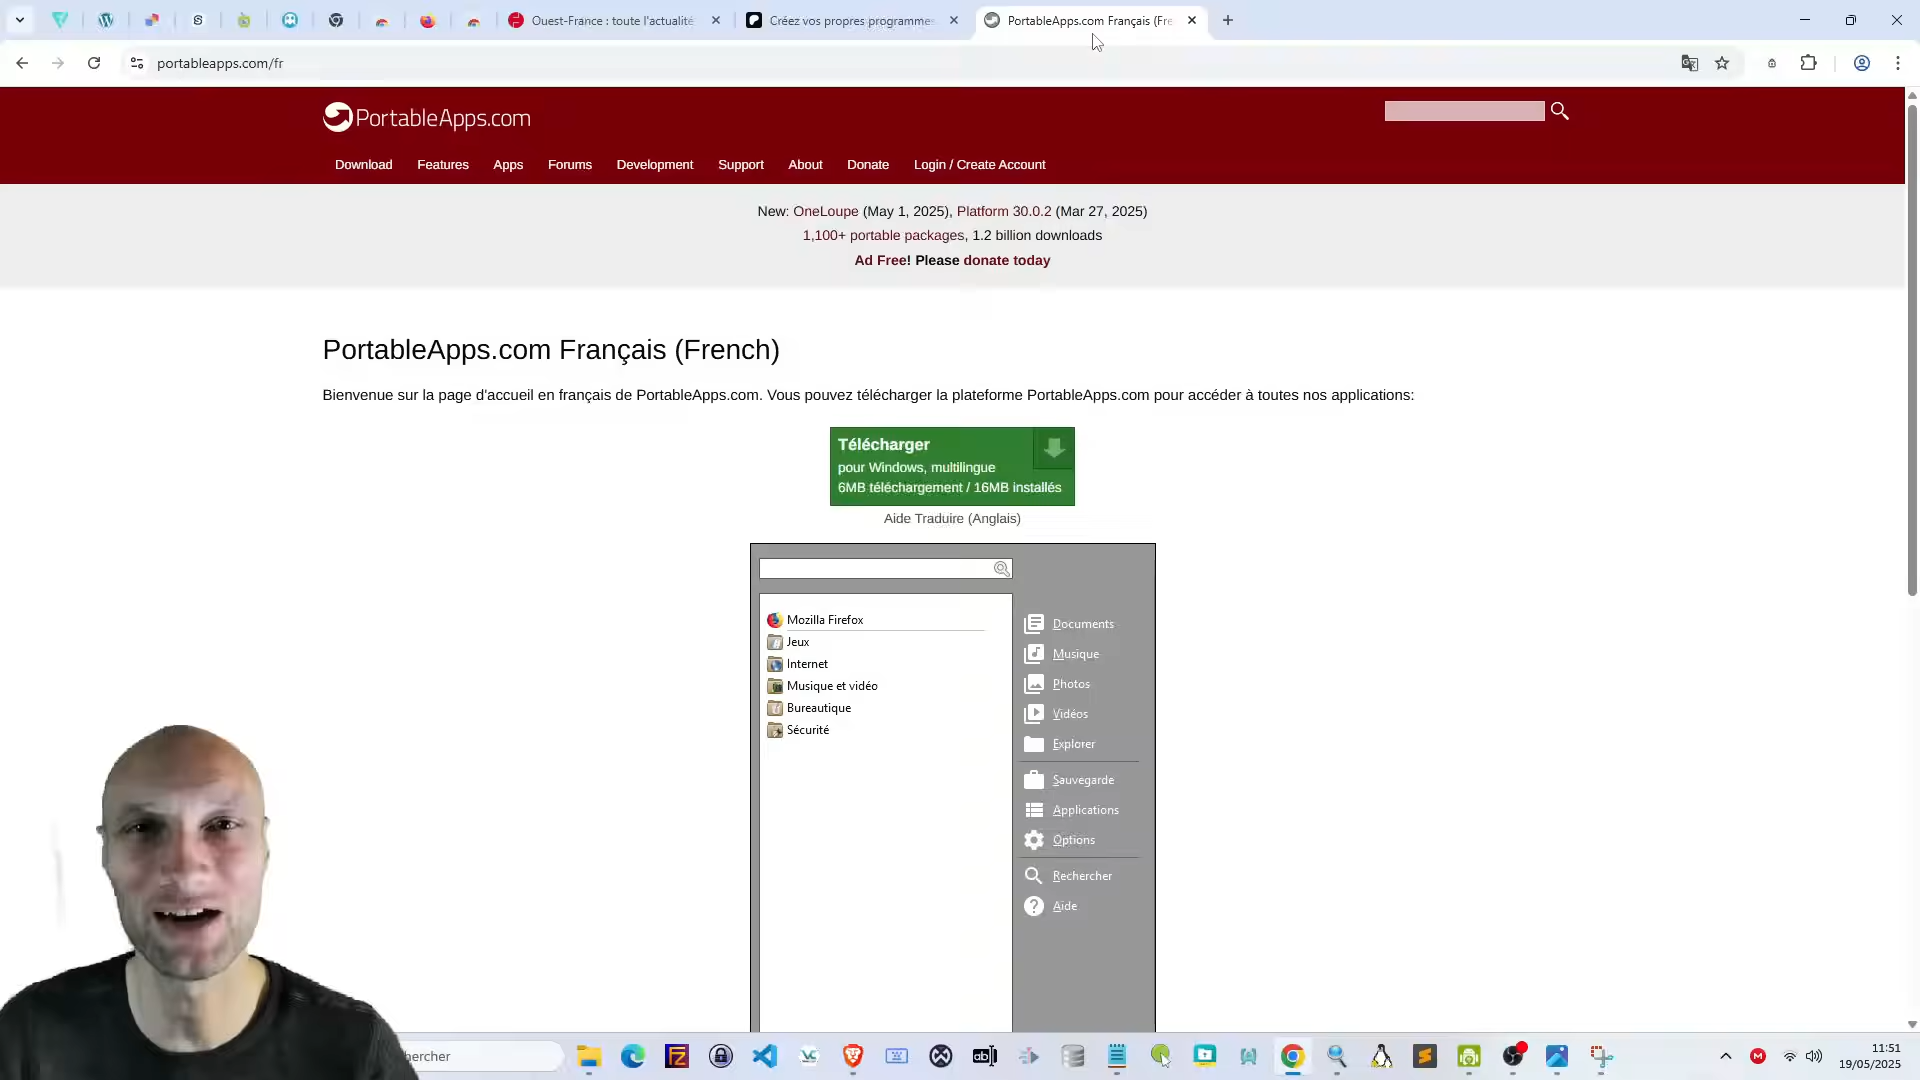 Ouest-France : toute l'actualité
Créez vos propres programmes
PortableApps.com Français (Fre
portableapps.com/fr
PortableApps.com
Download Features Apps Forums Development Support About Donate Login / Create Account
New: OneLoupe (May 1, 2025), Platform 30.0.2 (Mar 27, 2025)
1,100+ portable packages, 1.2 billion downloads
Ad Free! Please donate today
PortableApps.com Français (French)
Bienvenue sur la page d'accueil en français de PortableApps.com. Vous pouvez télécharger la plateforme PortableApps.com pour accéder à toutes nos applications:
Télécharger
pour Windows, multilingue
6MB téléchargement / 16MB installés
Aide Traduire (Anglais)
Mozilla Firefox
Jeux
Internet
Musique et vidéo
Bureautique
Sécurité
Documents
Musique
Photos
Vidéos
Explorer
Sauvegarde
Applications
Options
Rechercher
Aide
hercher
11:51
19/05/2025